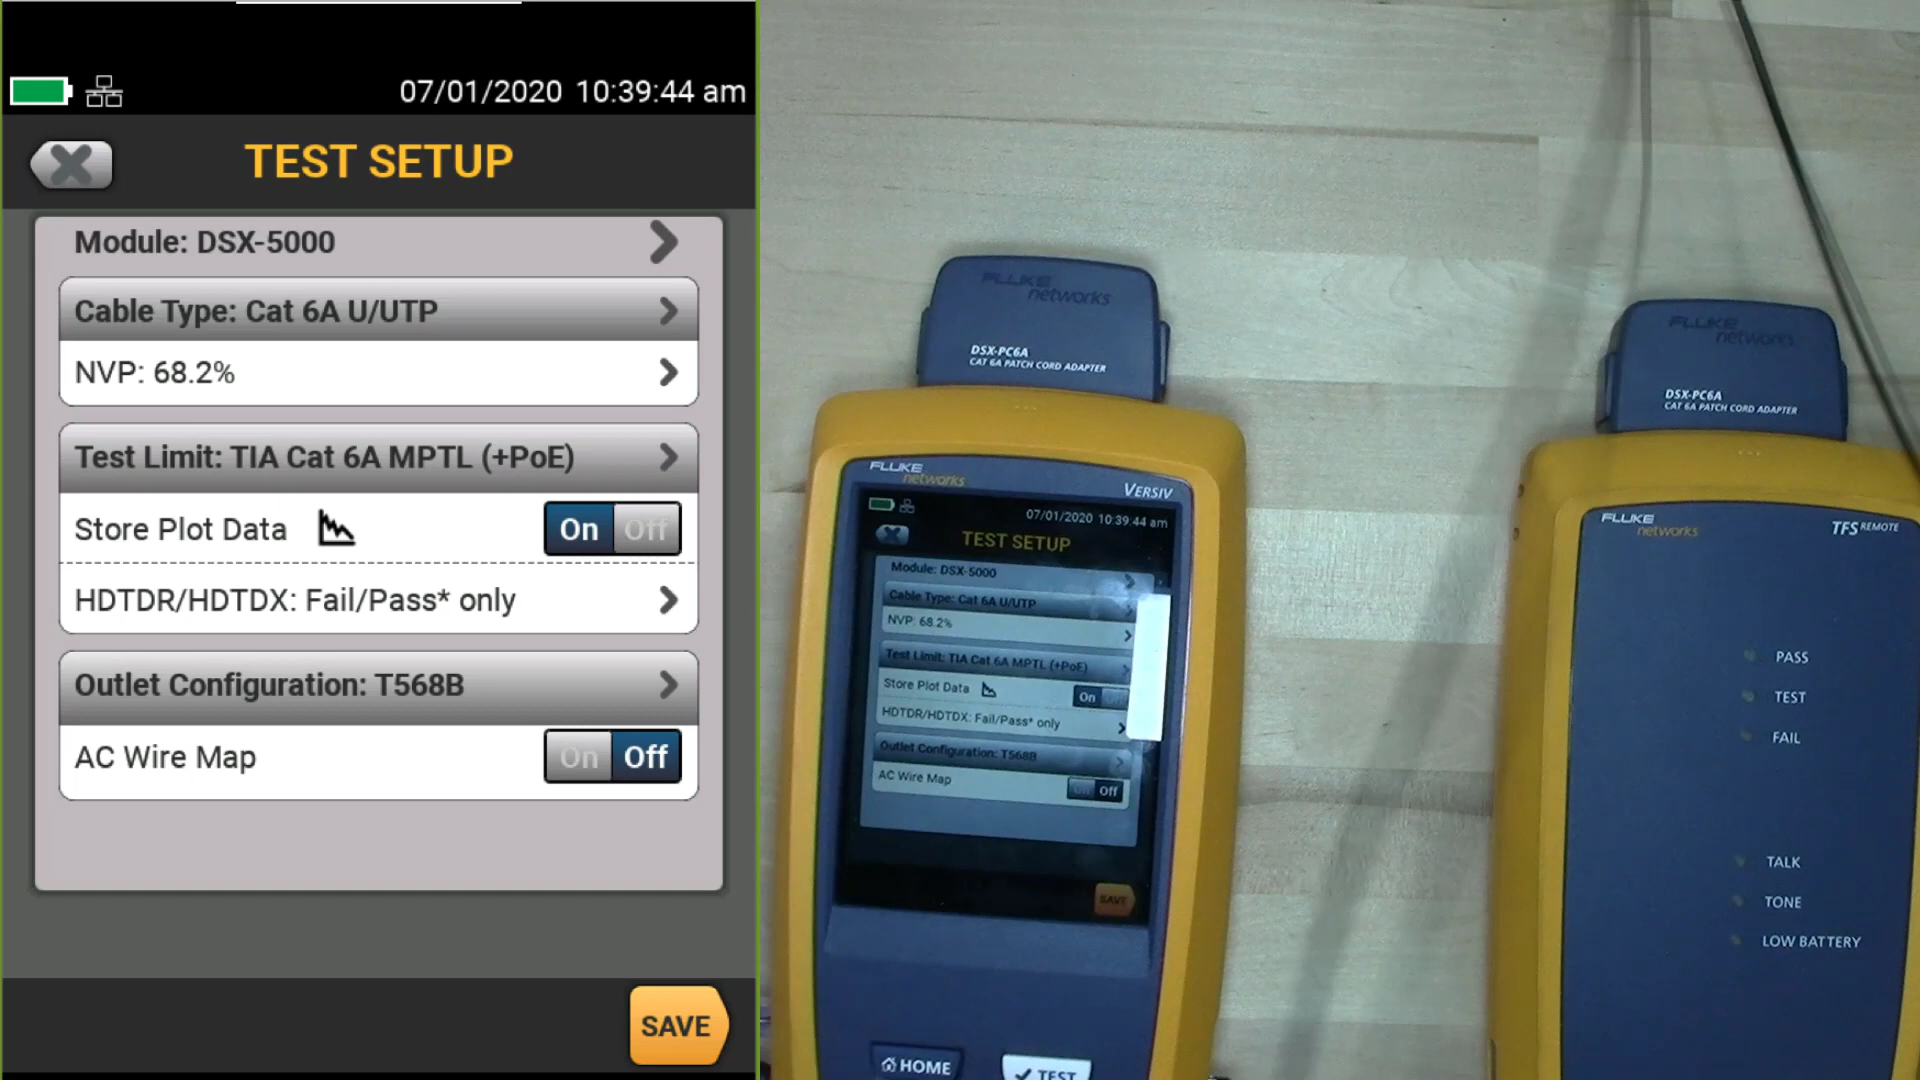 07/01/2020 10:39:44 am
TEST SETUP
Module: DSX-5000
Cable Type: Cat 6A U/UTP
NVP: 68.2%
Test Limit: TIA Cat 6A MPTL (+PoE)
Store Plot Data On Off
HDTDR/HDTDX: Fail/Pass* only
Outlet Configuration: T568B
AC Wire Map On Off
SAVE
FLUKE
networks
DSX-PC6A
CAT 6A PATCH CORD ADAPTER
FLUKE
networks
VERSIV
07/01/2020 10:39:44 am
TEST SETUP
Module: DSX-5000
Cable Type: Cat 6A U/UTP
NVP: 68.2%
Test Limit: TIA Cat 6A MPTL (+PoE)
Store Plot Data On
HDTDR/HDTDX: Fail/Pass* only
Outlet Configuration: T568B
AC Wire Map On Off
SAVE
HOME
TEST
FLUKE
networks
DSX-PC6A
CAT 6A PATCH CORD ADAPTER
FLUKE
networks
TFS REMOTE
PASS
TEST
FAIL
TALK
TONE
LOW BATTERY